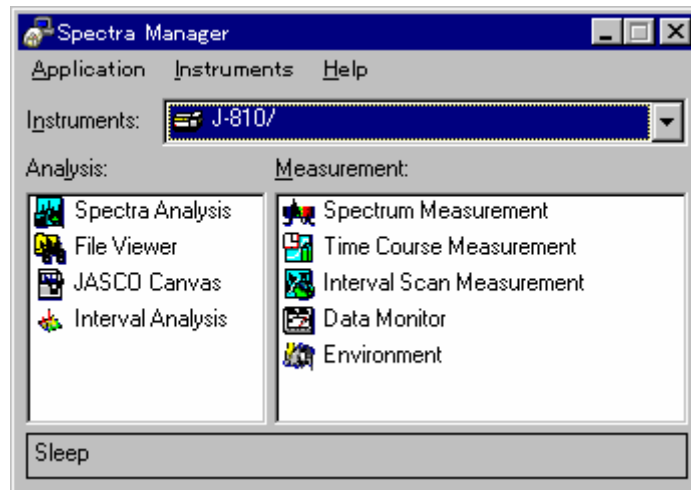 Spectra Manager
Application Instruments Help
Instruments: J-810/
Analysis: Measurement:
Spectra Analysis
File Viewer
JASCO Canvas
Interval Analysis
Spectrum Measurement
Time Course Measurement
Interval Scan Measurement
Data Monitor
Environment
Sleep